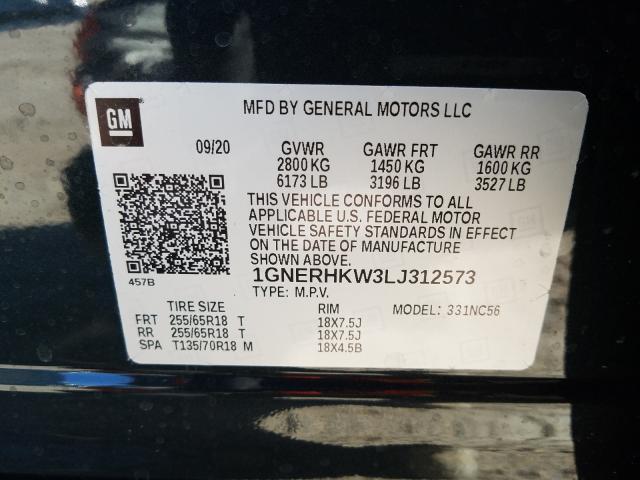 GM
MFD BY GENERAL MOTORS LLC
09/20 GVWR GAWR FRT GAWR RR
2800 KG 1450 KG 1600 KG
6173 LB 3196 LB 3527 LB
THIS VEHICLE CONFORMS TO ALL
APPLICABLE U.S. FEDERAL MOTOR
VEHICLE SAFETY STANDARDS IN EFFECT
ON THE DATE OF MANUFACTURE
SHOWN ABOVE.
457B
1GNERHKW3LJ312573
TYPE: M.P.V.
TIRE SIZE RIM MODEL: 331NC56
FRT 255/65R18 T 18X7.5J
RR 255/65R18 T 18X7.5J
SPA T135/70R18 M 18X4.5B